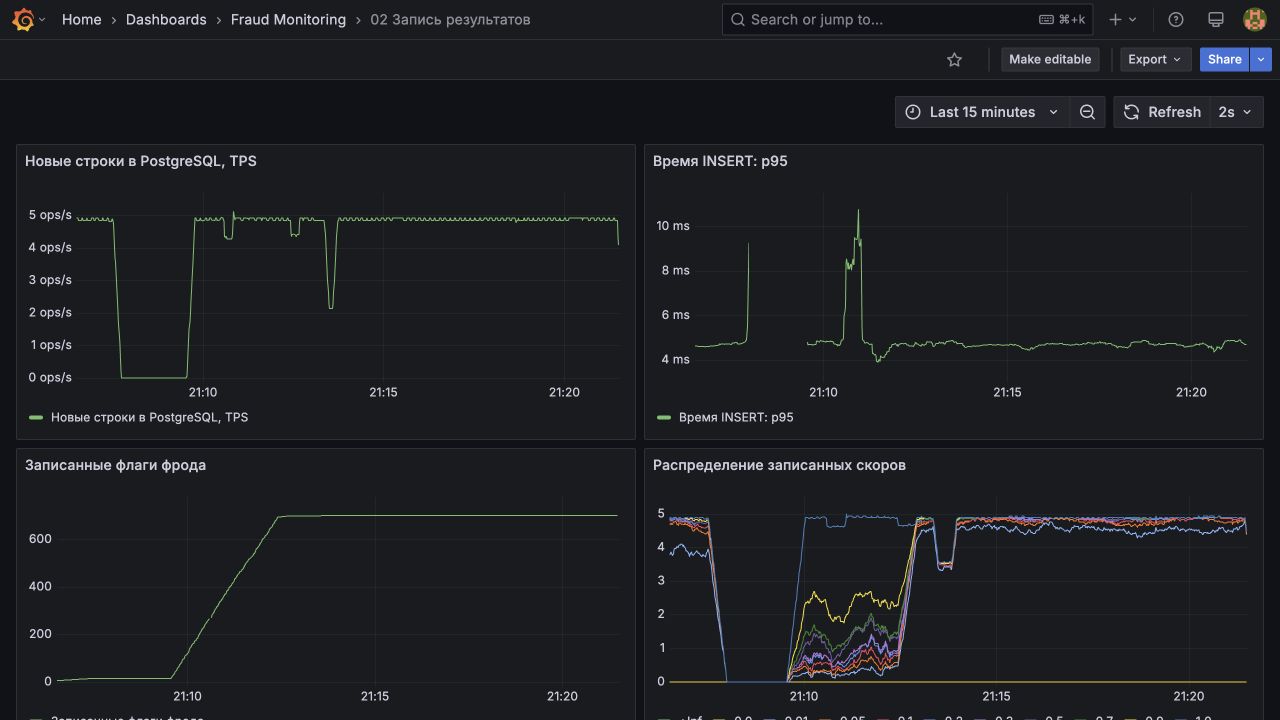 Home › Dashboards › Fraud Monitoring › 02 Запись результатов
Search or jump to...
⌘+k
Make editable
Export
Share
Last 15 minutes
Refresh
2s
Новые строки в PostgreSQL, TPS
5 ops/s
4 ops/s
3 ops/s
2 ops/s
1 ops/s
0 ops/s
21:10
21:15
21:20
Новые строки в PostgreSQL, TPS
Время INSERT: p95
10 ms
8 ms
6 ms
4 ms
21:10
21:15
21:20
Время INSERT: p95
Записанные флаги фрода
600
400
200
0
21:10
21:15
21:20
Записанные флаги фрода
Распределение записанных скоров
5
4
3
2
1
0
21:10
21:15
21:20